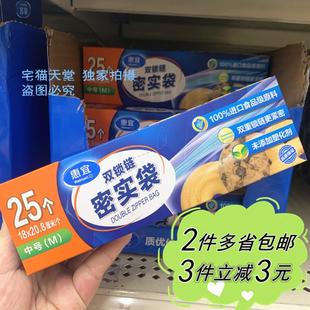 宅猫天堂 独家拍摄
盗图必究
惠宜
双锁链
密实袋
DOUBLE ZIPPER BAG
25个
18x20.8厘米/个
中号(M)
100%进口食品级原料
双重锁链更紧密
未添加塑化剂
2件多省包邮
3件立减3元
质优